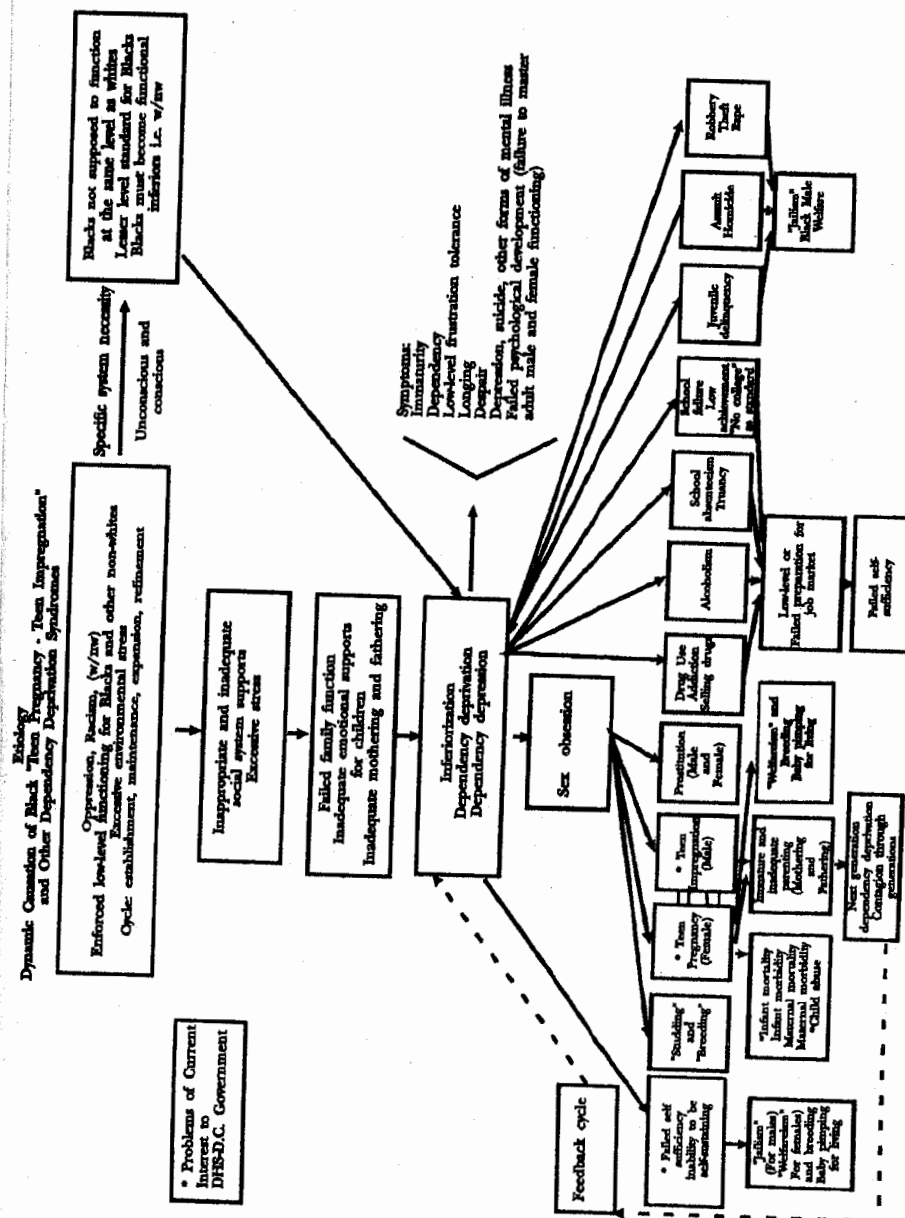 Etiology
Dynamic Causation of Black "Teen Pregnancy - Teen Impregnation"
and Other Dependency Deprivation Syndromes
Oppression, Racism, (w/nw)
Enforced low-level functioning for Blacks and other non-whites
Excessive environmental stress
Cycle: establishment, maintenance, expansion, refinement
Specific system necessity
Unconcious and
conscious
Blacks not supposed to function
at the same level as whites
Lesser level standard for Blacks
Blacks must become functional
inferiors i.e. w/nw
* Problems of Current
Interest to
DHS-D.C. Government
Inappropriate and inadequate
social system supports
Excessive stress
Failed family function
Inadequate emotional supports
for children
Inadequate mothering and fathering
Inferiorization
Dependency deprivation
Dependency depression
Symptoms:
Immaturity
Dependency
Low-level frustration tolerance
Longing
Despair
Depression, suicide, other forms of mental illness
Failed psychological development (failure to master
adult male and female functioning)
Feedback cycle
Sex obsession
* Failed self
sufficiency
Inability to be
self-sustaining
"Studding"
and
"Breeding"
* Teen
Pregnancy
(Female)
* Teen
Impregnation
(Male)
Prostitution
(Male
and
Female)
Drug Use
Addiction
Selling drugs
Alcoholism
School
absenteeism
Truancy
School
failure
Low
achievement
"No college"
as standard
Juvenile
delinquency
Assault
Homicide
Robbery
Theft
Rape
"Jailism"
(For males)
"Welfareism"
For females)
and breeding
Baby pimping
for living
*Infant mortality
Infant morbidity
Maternal mortality
Maternal morbidity
*Child abuse
Immature and
inadequate
parenting
(Mothering
and
Fathering)
"Welfareism" and
Breeding
Baby pimping
for living
Low-level or
Failed preparation for
job market
"Jailism"
Black Male
Welfare
Next generation
dependency deprivation
Contagion through
generations
Failed self-
sufficiency